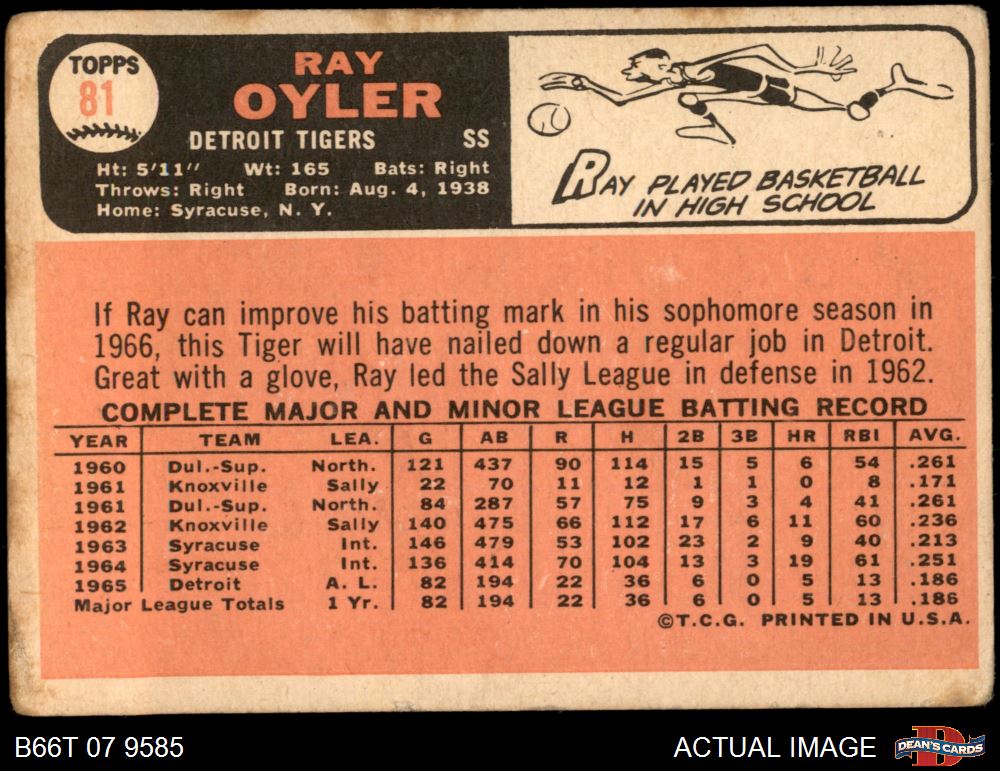 TOPPS
81
RAY
OYLER
DETROIT TIGERS SS
Ht: 5'11" Wt: 165 Bats: Right
Throws: Right Born: Aug. 4, 1938
Home: Syracuse, N. Y.
RAY PLAYED BASKETBALL
IN HIGH SCHOOL
If Ray can improve his batting mark in his sophomore season in
1966, this Tiger will have nailed down a regular job in Detroit.
Great with a glove, Ray led the Sally League in defense in 1962.
COMPLETE MAJOR AND MINOR LEAGUE BATTING RECORD
YEAR TEAM LEA. G AB R H 2B 3B HR RBI AVG.
1960 Dul.-Sup. North. 121 437 90 114 15 5 6 54 .261
1961 Knoxville Sally 22 70 11 12 1 1 0 8 .171
1961 Dul.-Sup. North. 84 287 57 75 9 3 4 41 .261
1962 Knoxville Sally 140 475 66 112 17 6 11 60 .236
1963 Syracuse Int. 146 479 53 102 23 2 9 40 .213
1964 Syracuse Int. 136 414 70 104 13 3 19 61 .251
1965 Detroit A. L. 82 194 22 36 6 0 5 13 .186
Major League Totals 1 Yr. 82 194 22 36 6 0 5 13 .186
©T.C.G. PRINTED IN U.S.A.
B66T 07 9585
ACTUAL IMAGE
DEAN'S CARDS